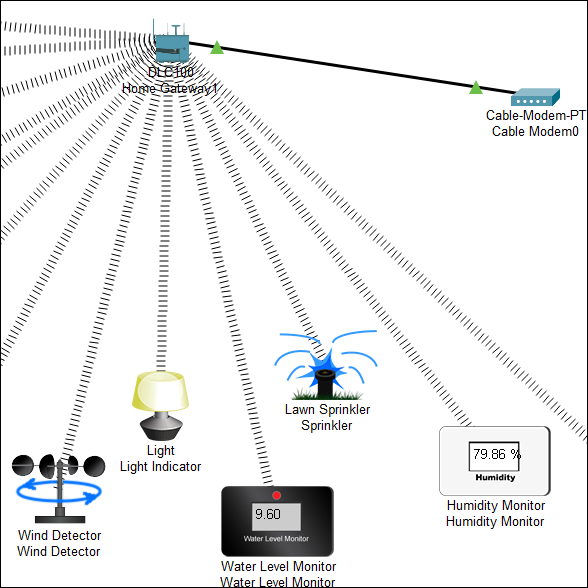 DLC100
Home Gateway1
Cable-Modem-PT
Cable Modem0
Lawn Sprinkler
Sprinkler
Light
Light Indicator
79.86 %
Humidity
Humidity Monitor
Humidity Monitor
9.60
Water Level Monitor
Wind Detector
Wind Detector
Water Level Monitor
Water Level Monitor